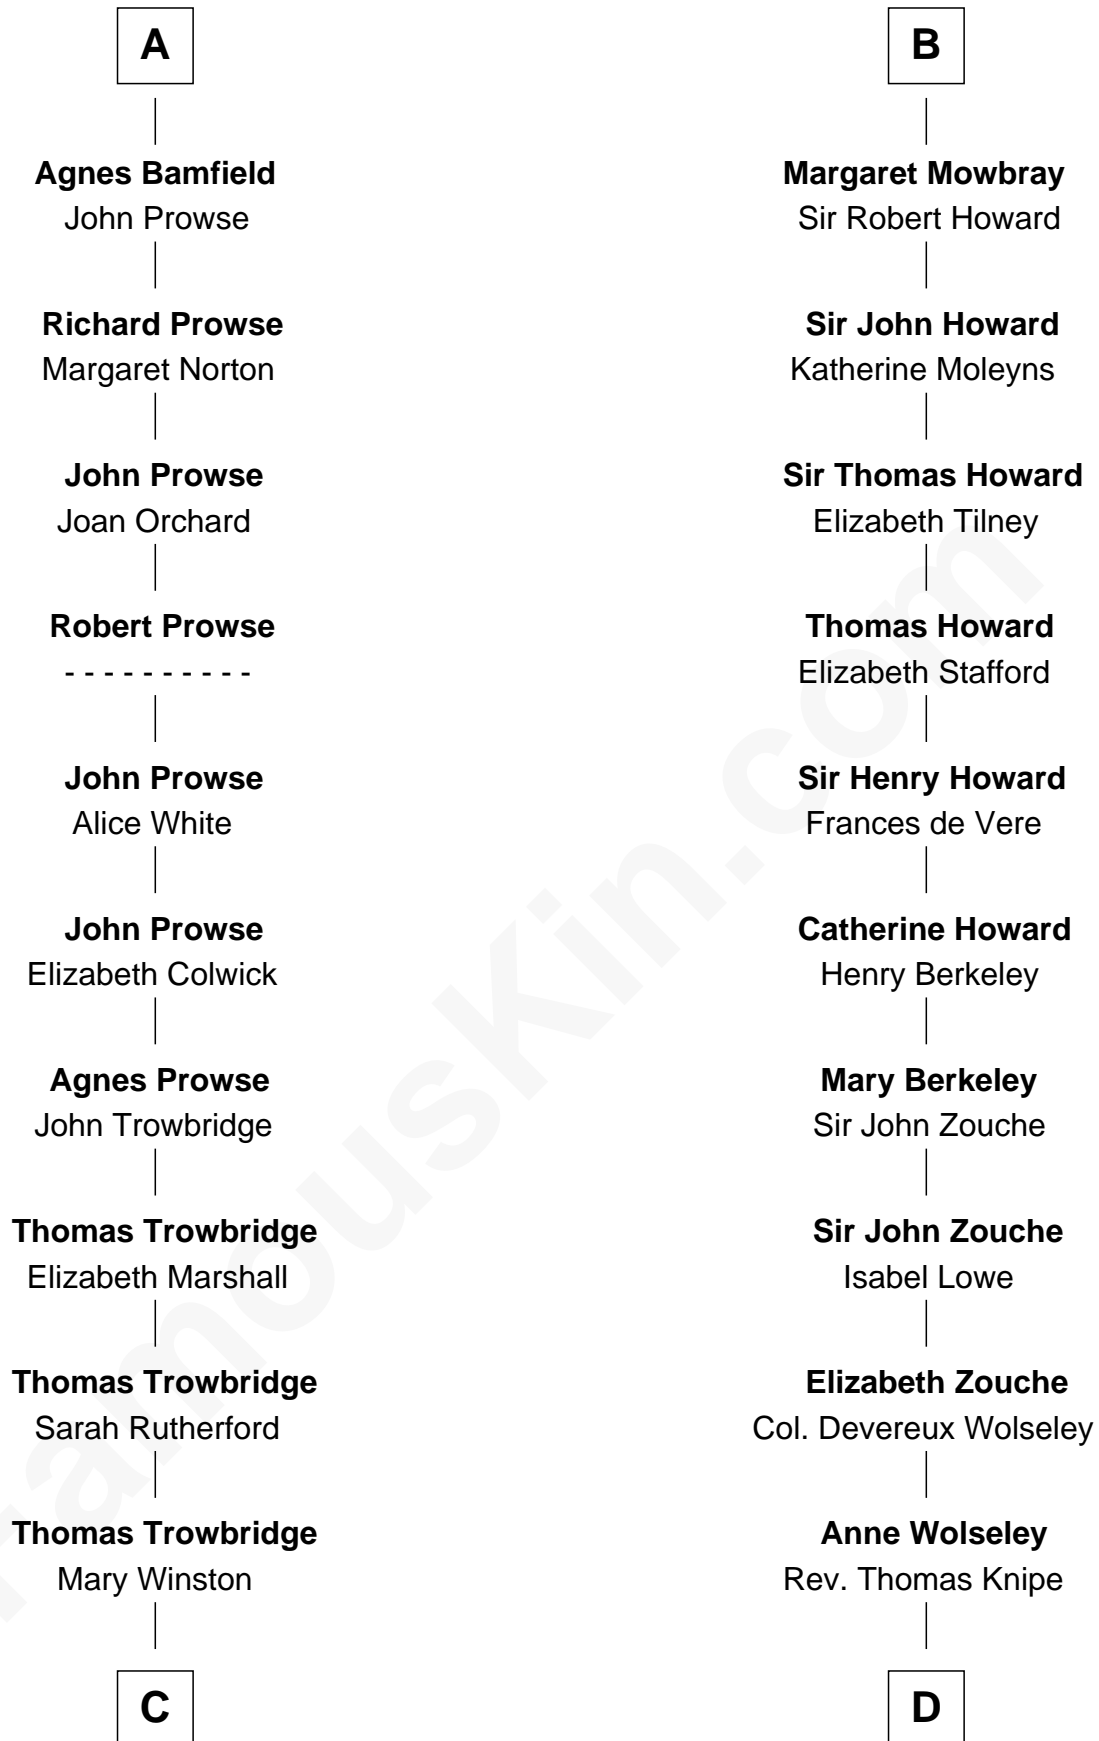 A
Agnes Bamfield
John Prowse
Richard Prowse
Margaret Norton
John Prowse
Joan Orchard
Robert Prowse
- - - - - - - - - -
John Prowse
Alice White
John Prowse
Elizabeth Colwick
Agnes Prowse
John Trowbridge
Thomas Trowbridge
Elizabeth Marshall
Thomas Trowbridge
Sarah Rutherford
Thomas Trowbridge
Mary Winston
C
B
Margaret Mowbray
Sir Robert Howard
Sir John Howard
Katherine Moleyns
Sir Thomas Howard
Elizabeth Tilney
Thomas Howard
Elizabeth Stafford
Sir Henry Howard
Frances de Vere
Catherine Howard
Henry Berkeley
Mary Berkeley
Sir John Zouche
Sir John Zouche
Isabel Lowe
Elizabeth Zouche
Col. Devereux Wolseley
Anne Wolseley
Rev. Thomas Knipe
D
FamousKin.com